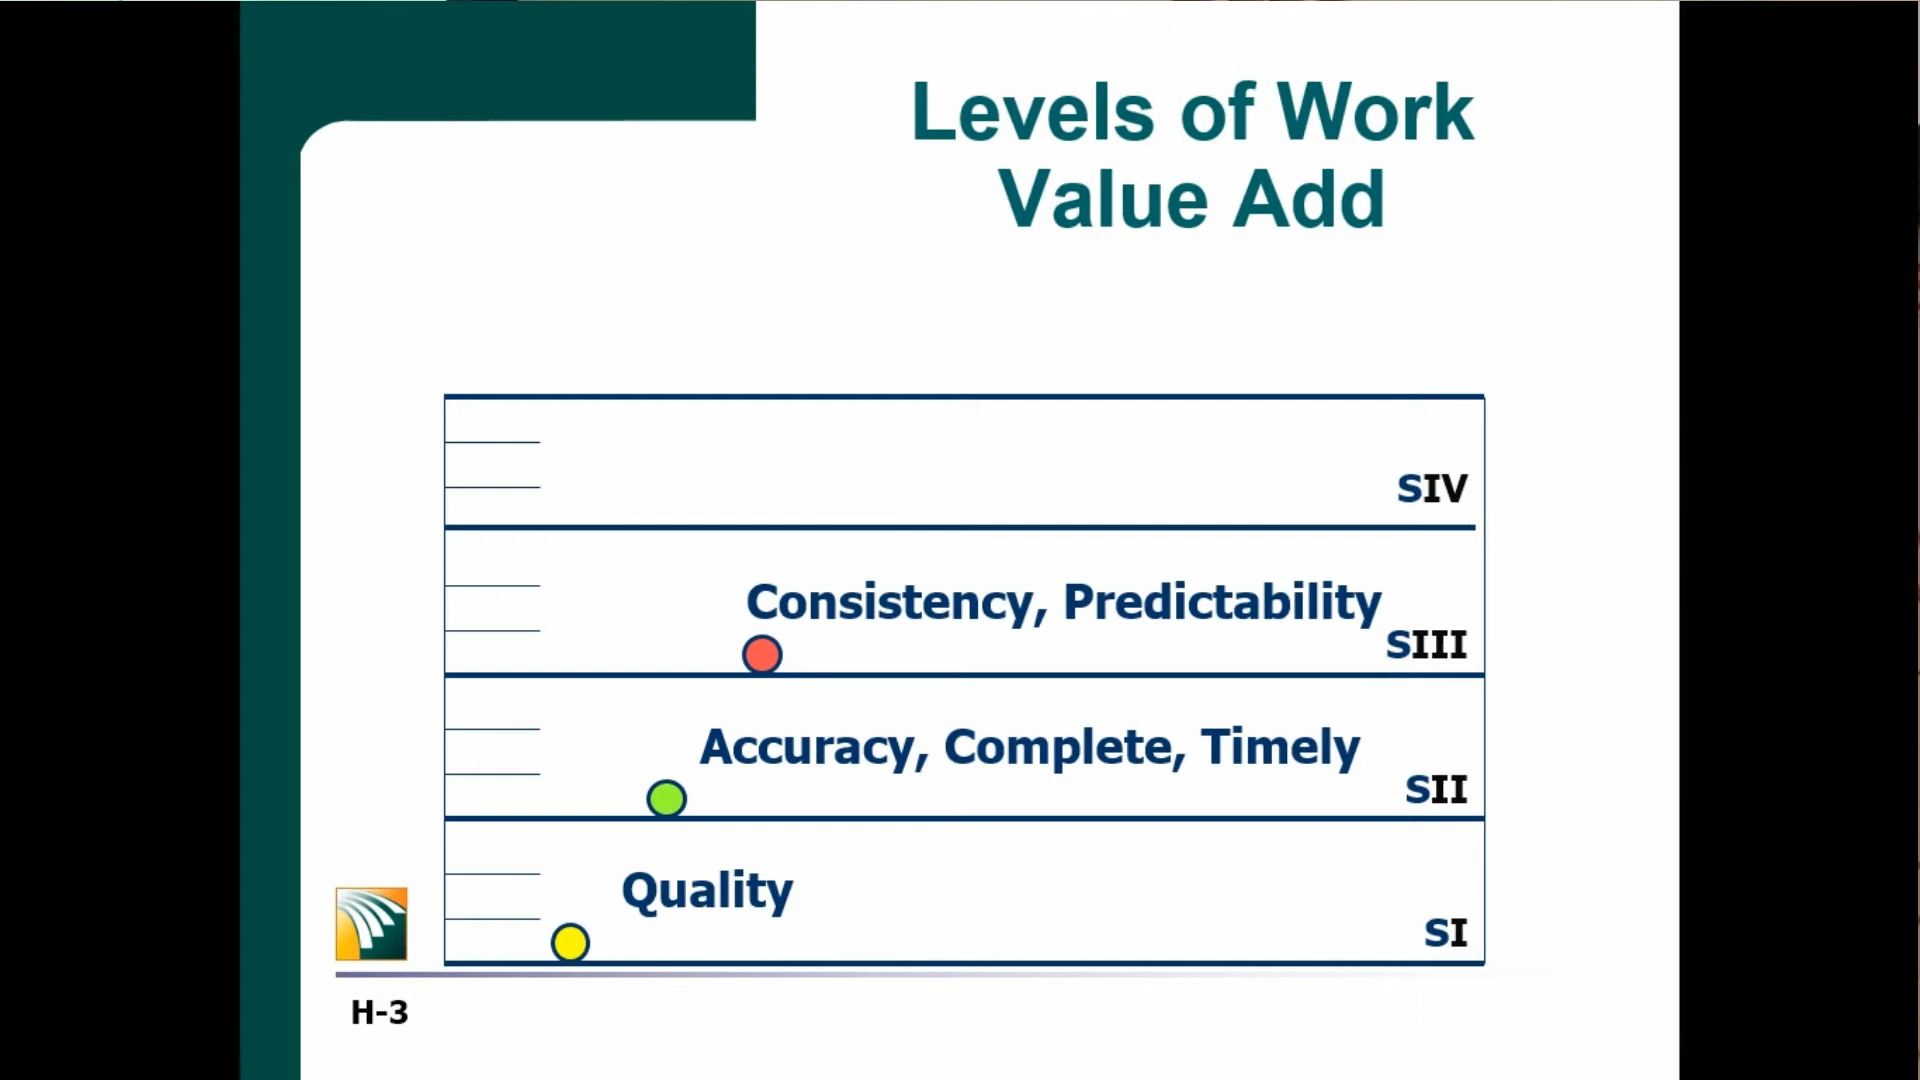 Levels of Work
Value Add
SIV
Consistency, Predictability
SIII
Accuracy, Complete, Timely
SII
Quality
SI
H-3